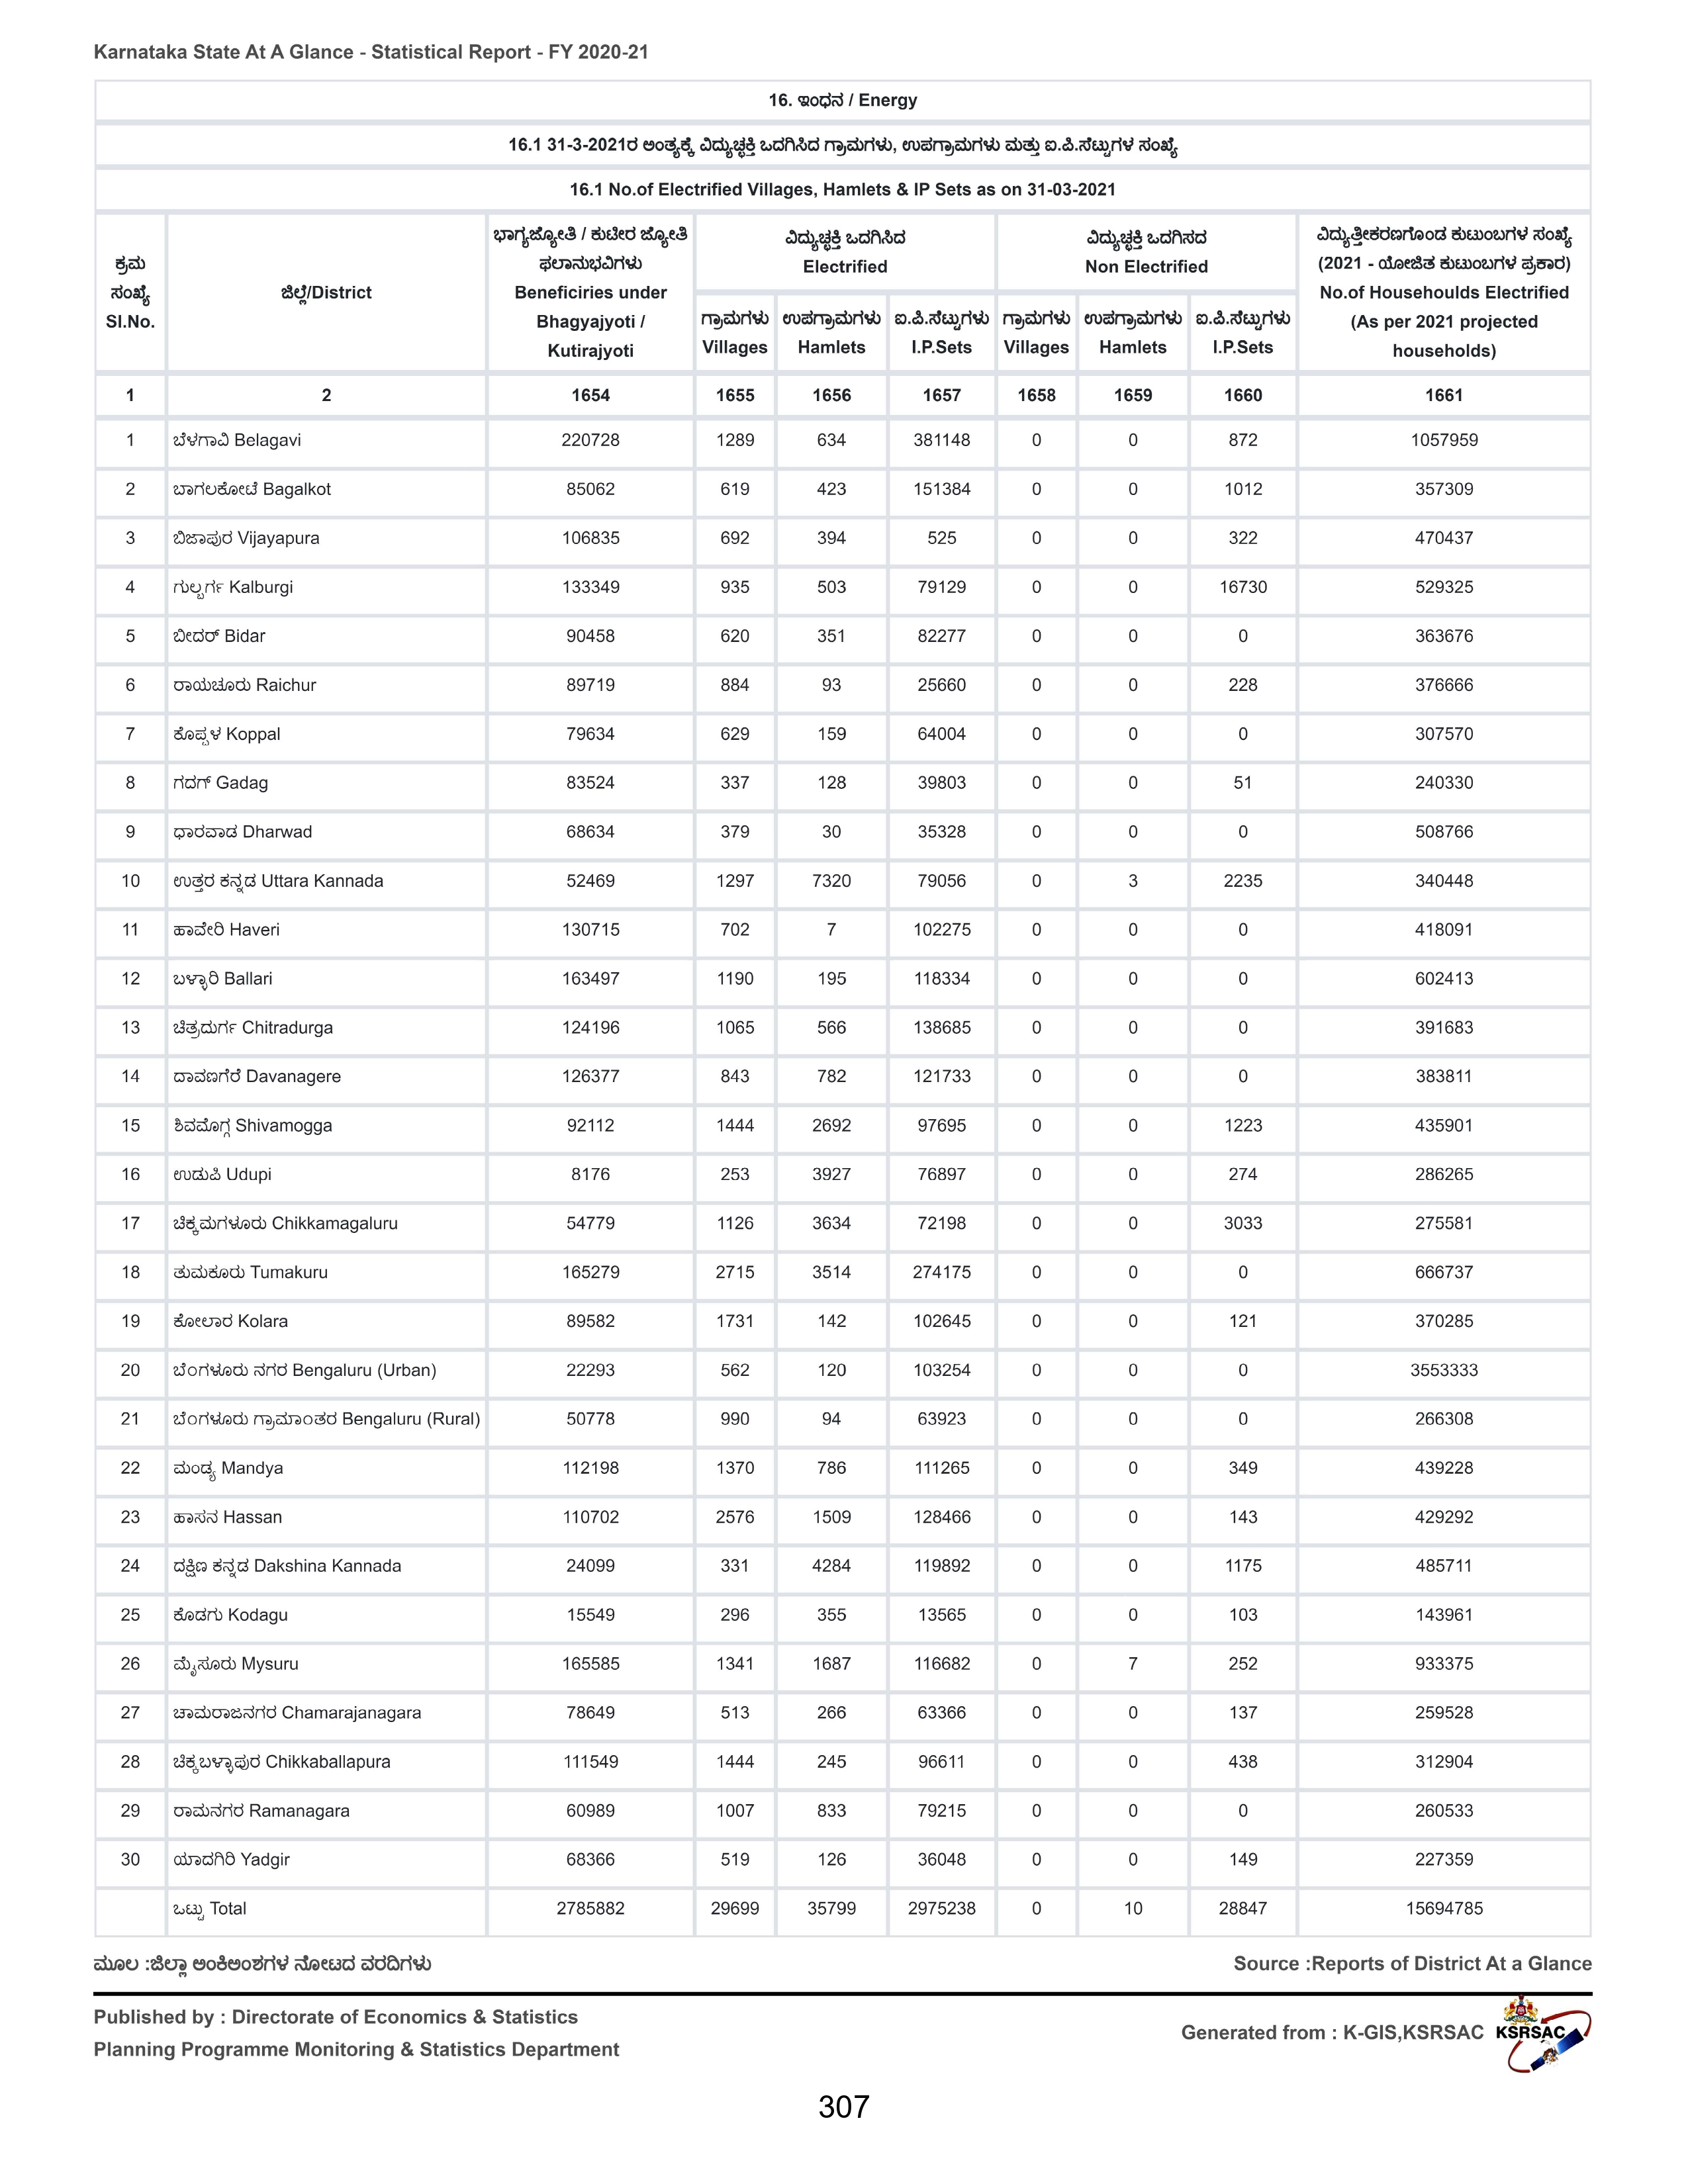 Karnataka State At A Glance - Statistical Report - FY 2020-21
16. ಇಂಧನ / Energy
16.1 31-3-2021ರ ಅಂತ್ಯಕ್ಕೆ ವಿದ್ಯುಚ್ಛಕ್ತಿ ಒದಗಿಸಿದ ಗ್ರಾಮಗಳು, ಉಪಗ್ರಾಮಗಳು ಮತ್ತು ಐ.ಪಿ.ಸೆಟ್ಟುಗಳ ಸಂಖ್ಯೆ
16.1 No.of Electrified Villages, Hamlets & IP Sets as on 31-03-2021
ಕ್ರಮ
ಸಂಖ್ಯೆ
Sl.No.
ಜಿಲ್ಲೆ/District
ಭಾಗ್ಯಜ್ಯೋತಿ / ಕುಟೀರ ಜ್ಯೋತಿ
ಫಲಾನುಭವಿಗಳು
Beneficiries under
Bhagyajyoti /
Kutirajyoti
ವಿದ್ಯುಚ್ಛಕ್ತಿ ಒದಗಿಸಿದ
Electrified
ವಿದ್ಯುಚ್ಛಕ್ತಿ ಒದಗಿಸದ
Non Electrified
ವಿದ್ಯುತ್ತೀಕರಣಗೊಂಡ ಕುಟುಂಬಗಳ ಸಂಖ್ಯೆ
(2021 - ಯೋಜಿತ ಕುಟುಂಬಗಳ ಪ್ರಕಾರ)
No.of Househoulds Electrified
(As per 2021 projected
households)
ಗ್ರಾಮಗಳು ಉಪಗ್ರಾಮಗಳು ಐ.ಪಿ.ಸೆಟ್ಟುಗಳು ಗ್ರಾಮಗಳು ಉಪಗ್ರಾಮಗಳು ಐ.ಪಿ.ಸೆಟ್ಟುಗಳು
Villages Hamlets I.P.Sets Villages Hamlets I.P.Sets
1 2 1654 1655 1656 1657 1658 1659 1660 1661
1 ಬೆಳಗಾವಿ Belagavi 220728 1289 634 381148 0 0 872 1057959
2 ಬಾಗಲಕೋಟೆ Bagalkot 85062 619 423 151384 0 0 1012 357309
3 ಬಿಜಾಪುರ Vijayapura 106835 692 394 525 0 0 322 470437
4 ಗುಲ್ಬರ್ಗ Kalburgi 133349 935 503 79129 0 0 16730 529325
5 ಬೀದರ್ Bidar 90458 620 351 82277 0 0 0 363676
6 ರಾಯಚೂರು Raichur 89719 884 93 25660 0 0 228 376666
7 ಕೊಪ್ಪಳ Koppal 79634 629 159 64004 0 0 0 307570
8 ಗದಗ್ Gadag 83524 337 128 39803 0 0 51 240330
9 ಧಾರವಾಡ Dharwad 68634 379 30 35328 0 0 0 508766
10 ಉತ್ತರ ಕನ್ನಡ Uttara Kannada 52469 1297 7320 79056 0 3 2235 340448
11 ಹಾವೇರಿ Haveri 130715 702 7 102275 0 0 0 418091
12 ಬಳ್ಳಾರಿ Ballari 163497 1190 195 118334 0 0 0 602413
13 ಚಿತ್ರದುರ್ಗ Chitradurga 124196 1065 566 138685 0 0 0 391683
14 ದಾವಣಗೆರೆ Davanagere 126377 843 782 121733 0 0 0 383811
15 ಶಿವಮೊಗ್ಗ Shivamogga 92112 1444 2692 97695 0 0 1223 435901
16 ಉಡುಪಿ Udupi 8176 253 3927 76897 0 0 274 286265
17 ಚಿಕ್ಕಮಗಳೂರು Chikkamagaluru 54779 1126 3634 72198 0 0 3033 275581
18 ತುಮಕೂರು Tumakuru 165279 2715 3514 274175 0 0 0 666737
19 ಕೋಲಾರ Kolara 89582 1731 142 102645 0 0 121 370285
20 ಬೆಂಗಳೂರು ನಗರ Bengaluru (Urban) 22293 562 120 103254 0 0 0 3553333
21 ಬೆಂಗಳೂರು ಗ್ರಾಮಾಂತರ Bengaluru (Rural) 50778 990 94 63923 0 0 0 266308
22 ಮಂಡ್ಯ Mandya 112198 1370 786 111265 0 0 349 439228
23 ಹಾಸನ Hassan 110702 2576 1509 128466 0 0 143 429292
24 ದಕ್ಷಿಣ ಕನ್ನಡ Dakshina Kannada 24099 331 4284 119892 0 0 1175 485711
25 ಕೊಡಗು Kodagu 15549 296 355 13565 0 0 103 143961
26 ಮೈಸೂರು Mysuru 165585 1341 1687 116682 0 7 252 933375
27 ಚಾಮರಾಜನಗರ Chamarajanagara 78649 513 266 63366 0 0 137 259528
28 ಚಿಕ್ಕಬಳ್ಳಾಪುರ Chikkaballapura 111549 1444 245 96611 0 0 438 312904
29 ರಾಮನಗರ Ramanagara 60989 1007 833 79215 0 0 0 260533
30 ಯಾದಗಿರಿ Yadgir 68366 519 126 36048 0 0 149 227359
ಒಟ್ಟು Total 2785882 29699 35799 2975238 0 10 28847 15694785
ಮೂಲ :ಜಿಲ್ಲಾ ಅಂಕಿಅಂಶಗಳ ನೋಟದ ವರದಿಗಳು Source :Reports of District At a Glance
Published by : Directorate of Economics & Statistics
Planning Programme Monitoring & Statistics Department
Generated from : K-GIS,KSRSAC
KSRSAC
307